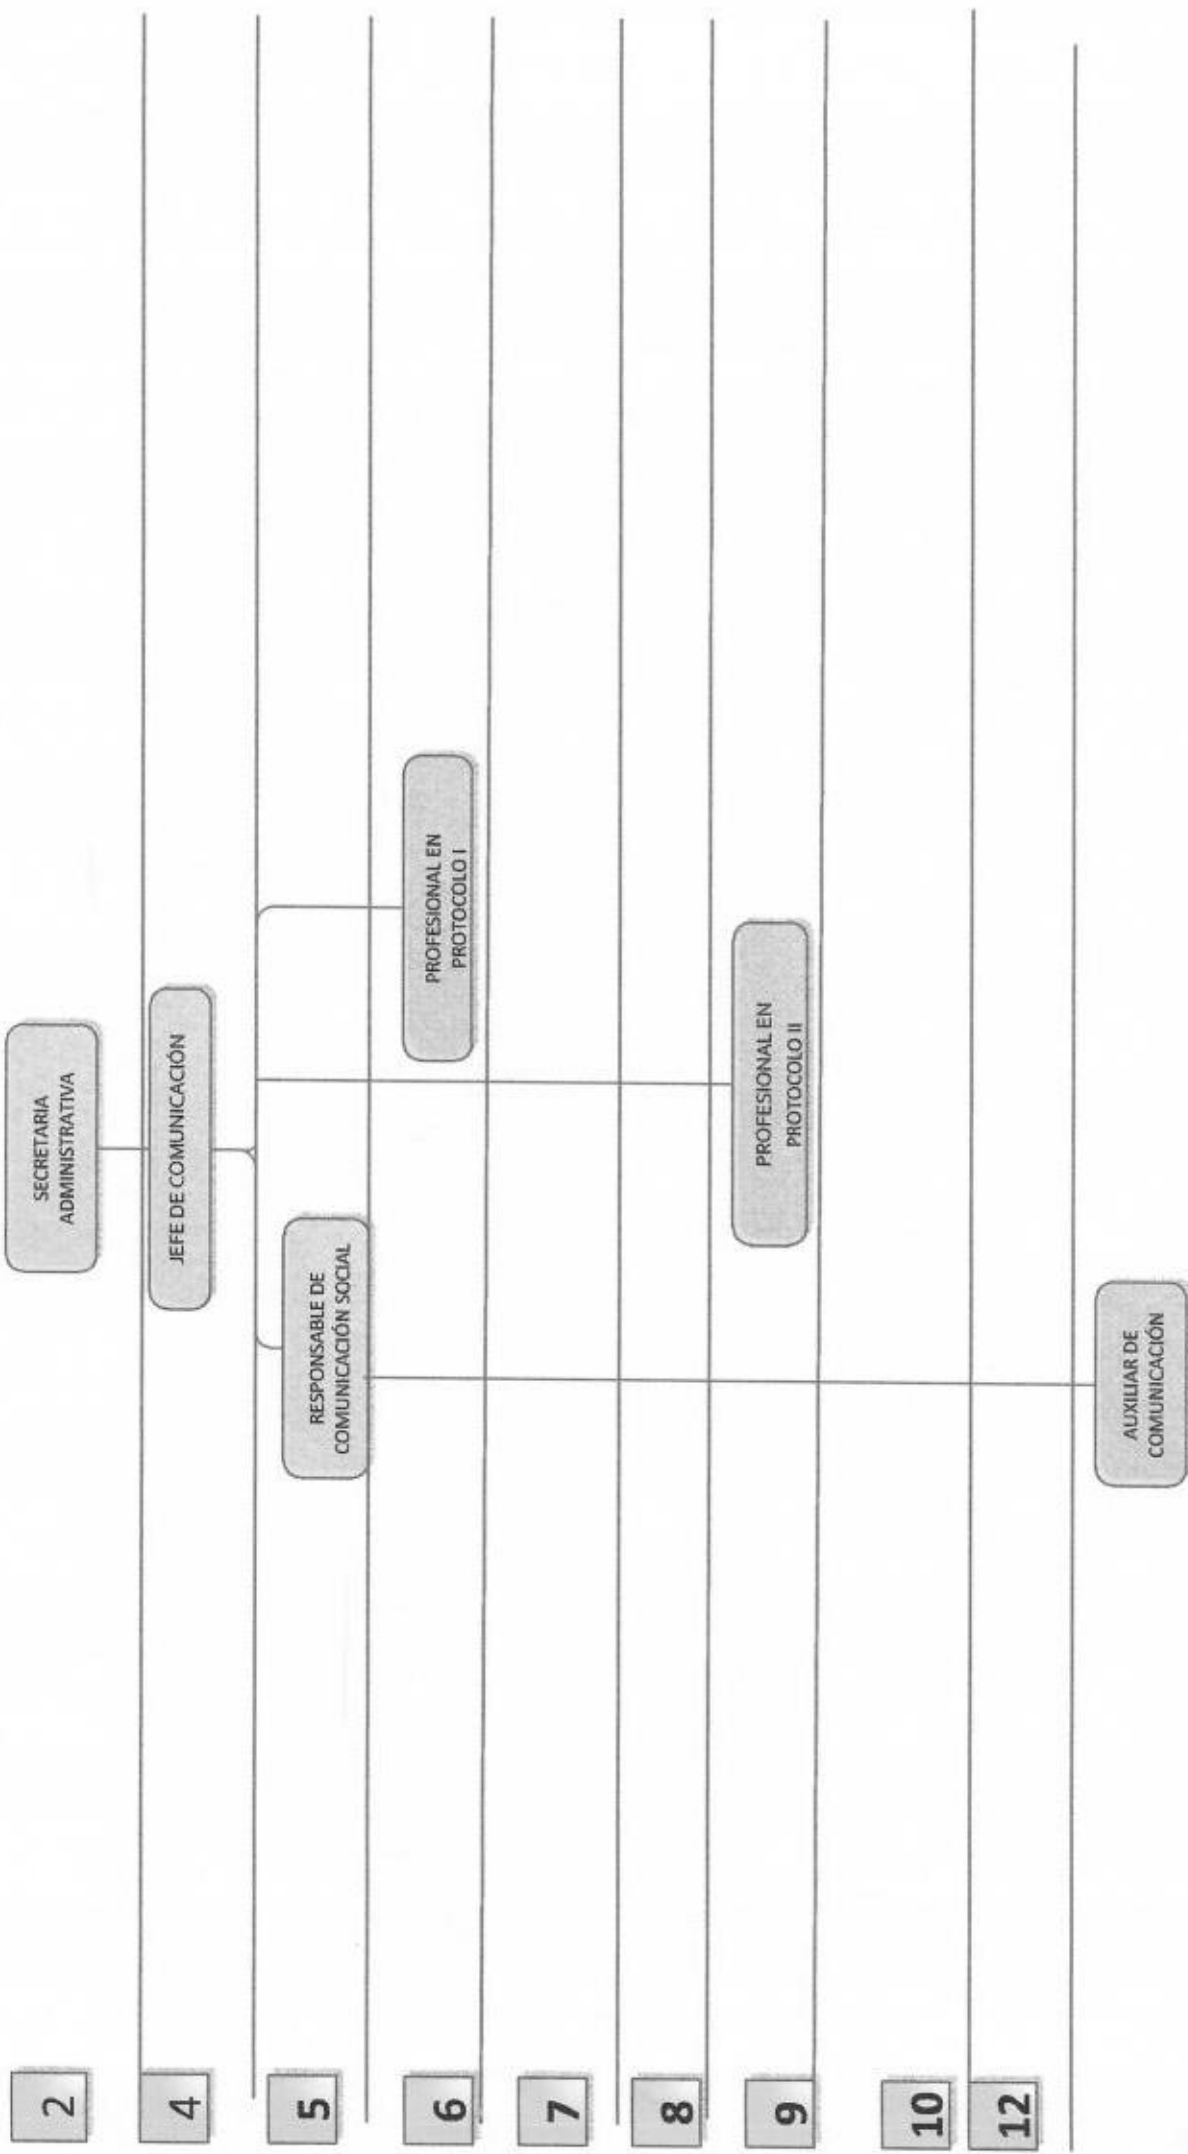 2
SECRETARIA
ADMINISTRATIVA
4
JEFE DE COMUNICACIÓN
5
RESPONSABLE DE
COMUNICACIÓN SOCIAL
6
PROFESIONAL EN
PROTOCOLO I
7
8
9
PROFESIONAL EN
PROTOCOLO II
10
12
AUXILIAR DE
COMUNICACIÓN